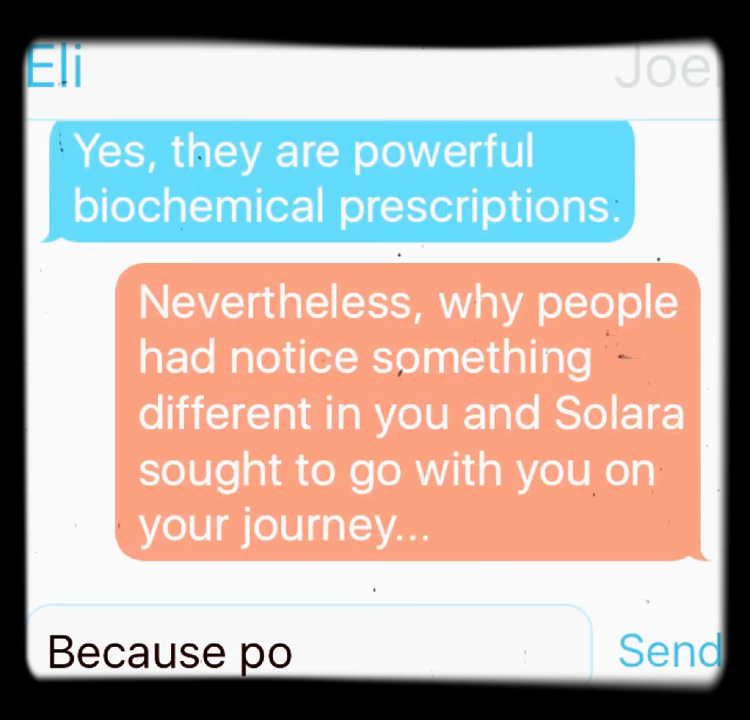 Eli
Joe
Yes, they are powerful
biochemical prescriptions.
Nevertheless, why people
had notice something
different in you and Solara
sought to go with you on
your journey...
Because po
Send